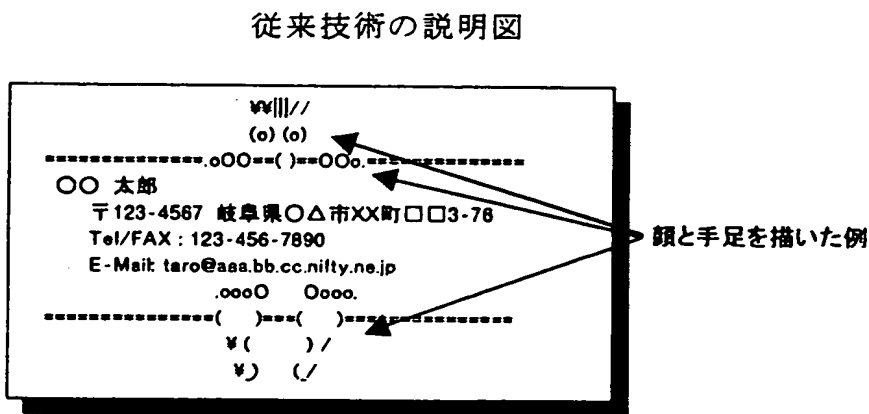 従来技術の説明図
¥¥|||//
(o) (o)
===============.oOO==( )==OOo.===============
○○ 太郎
〒123-4567 岐阜県○△市XX町□□3-76
Tel/FAX : 123-456-7890
E-Mail: taro@asa.bb.cc.nifty.ne.jp
.oooO Oooo.
================( )===( )================
¥ ( ) /
¥_) (_/
顔と手足を描いた例